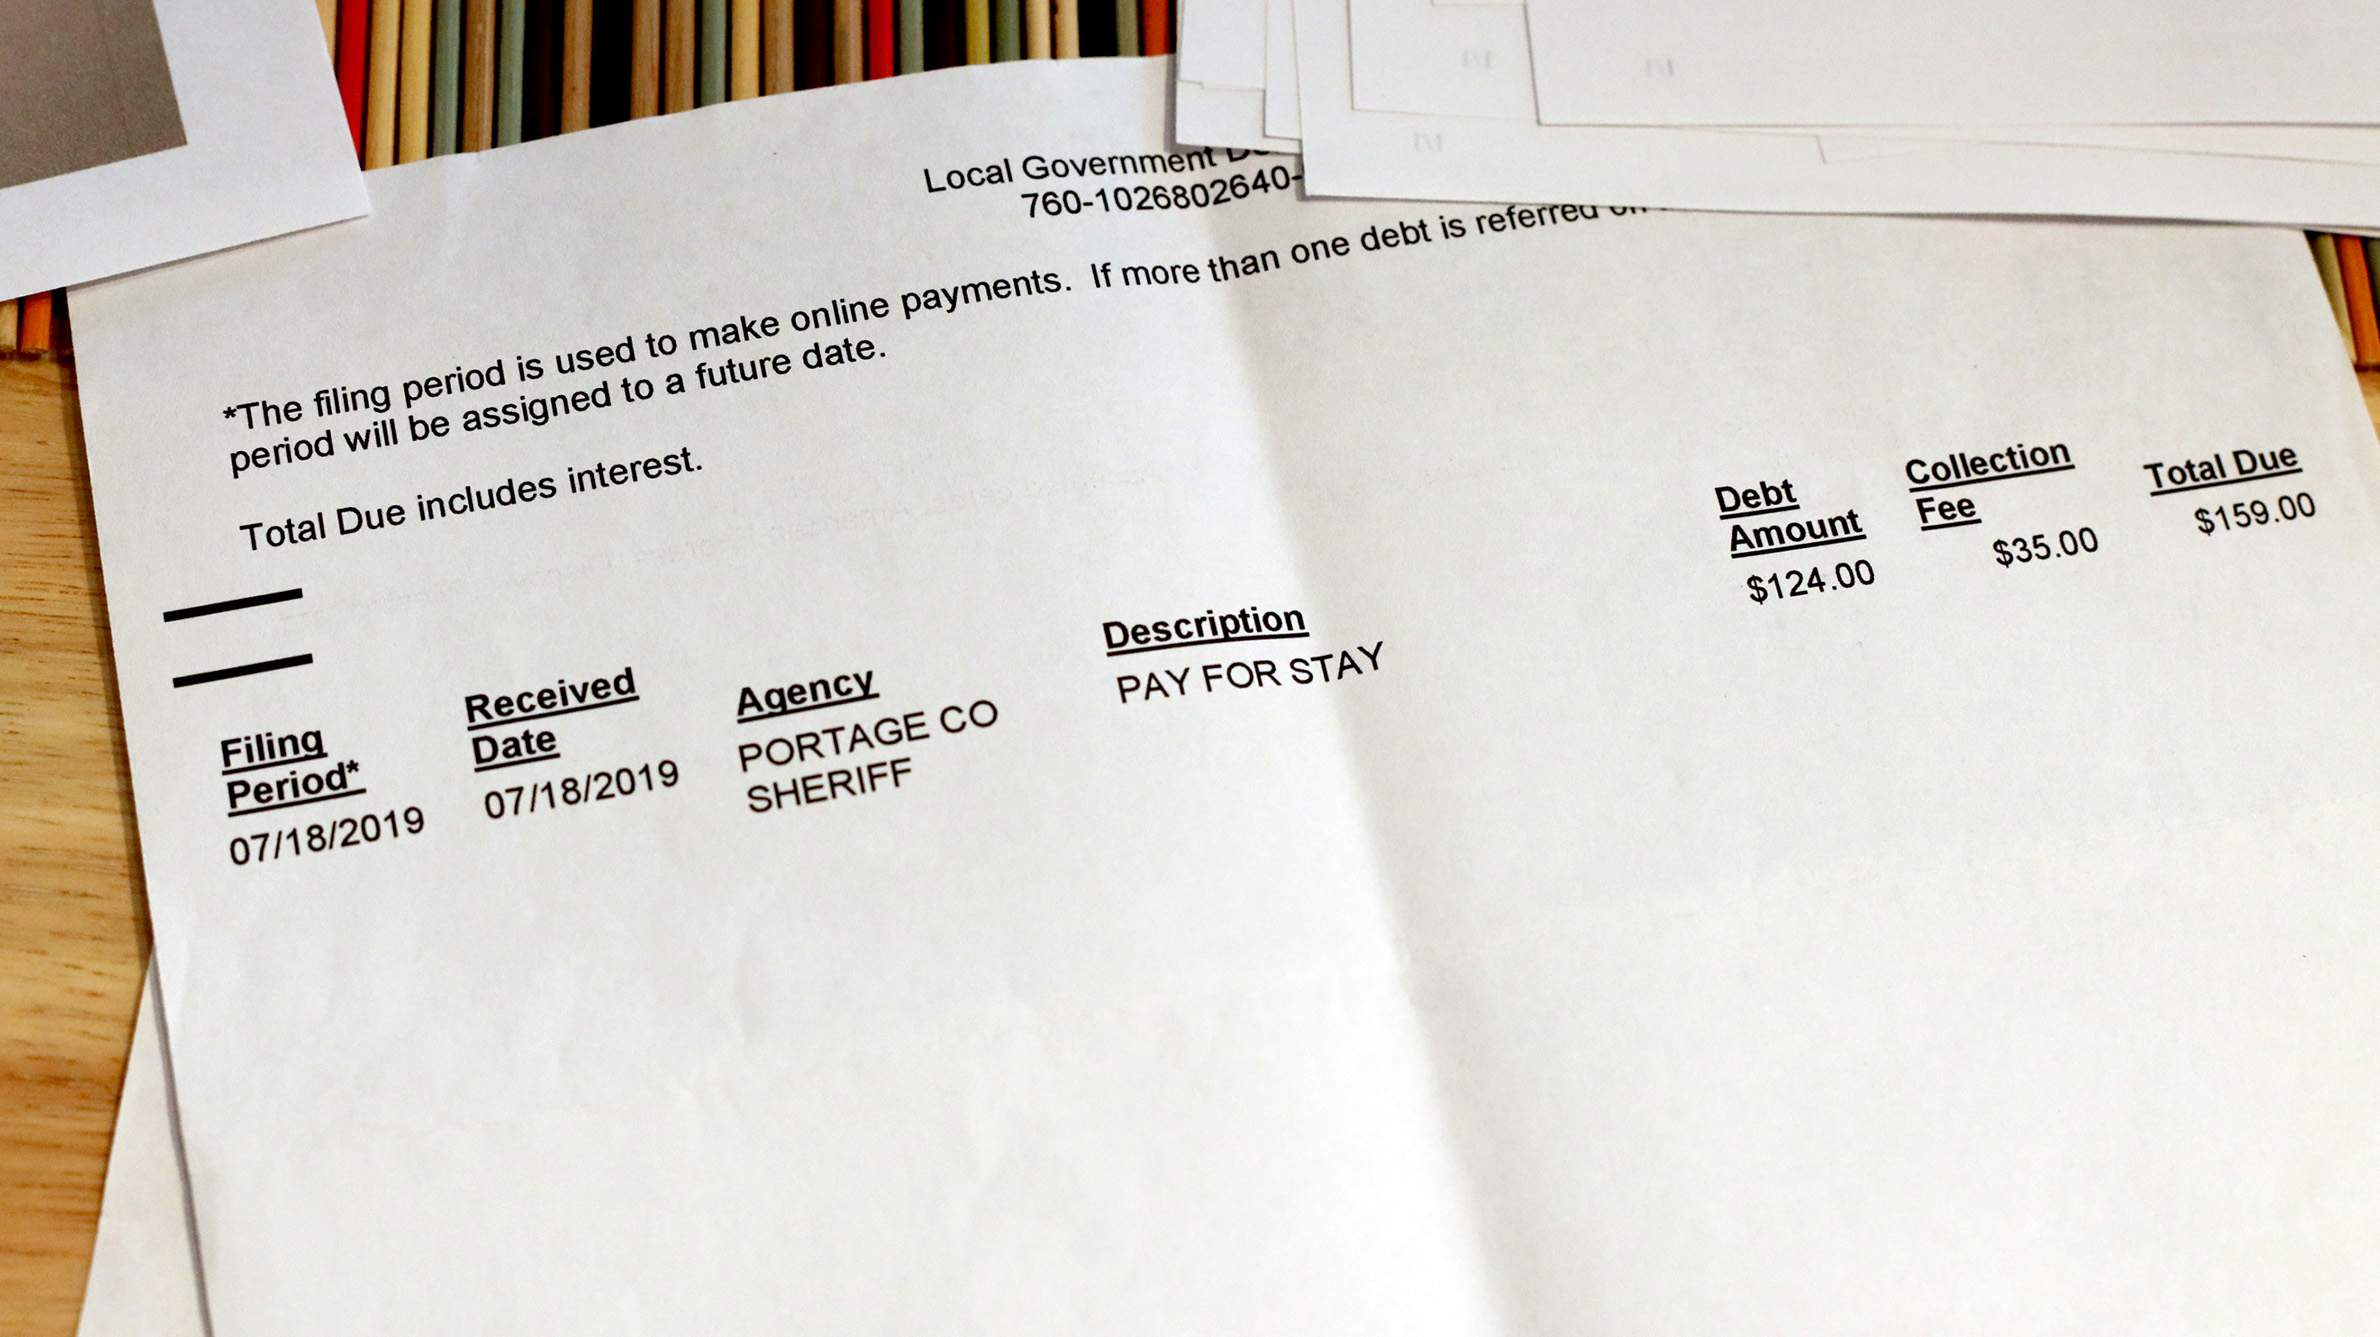 Local Government
760-1026802640-
*The filing period is used to make online payments. If more than one debt is referred on
period will be assigned to a future date.
Total Due includes interest.
Filing Period* Received Date Agency Description Debt Amount Collection Fee Total Due
07/18/2019 07/18/2019 PORTAGE CO SHERIFF PAY FOR STAY $124.00 $35.00 $159.00